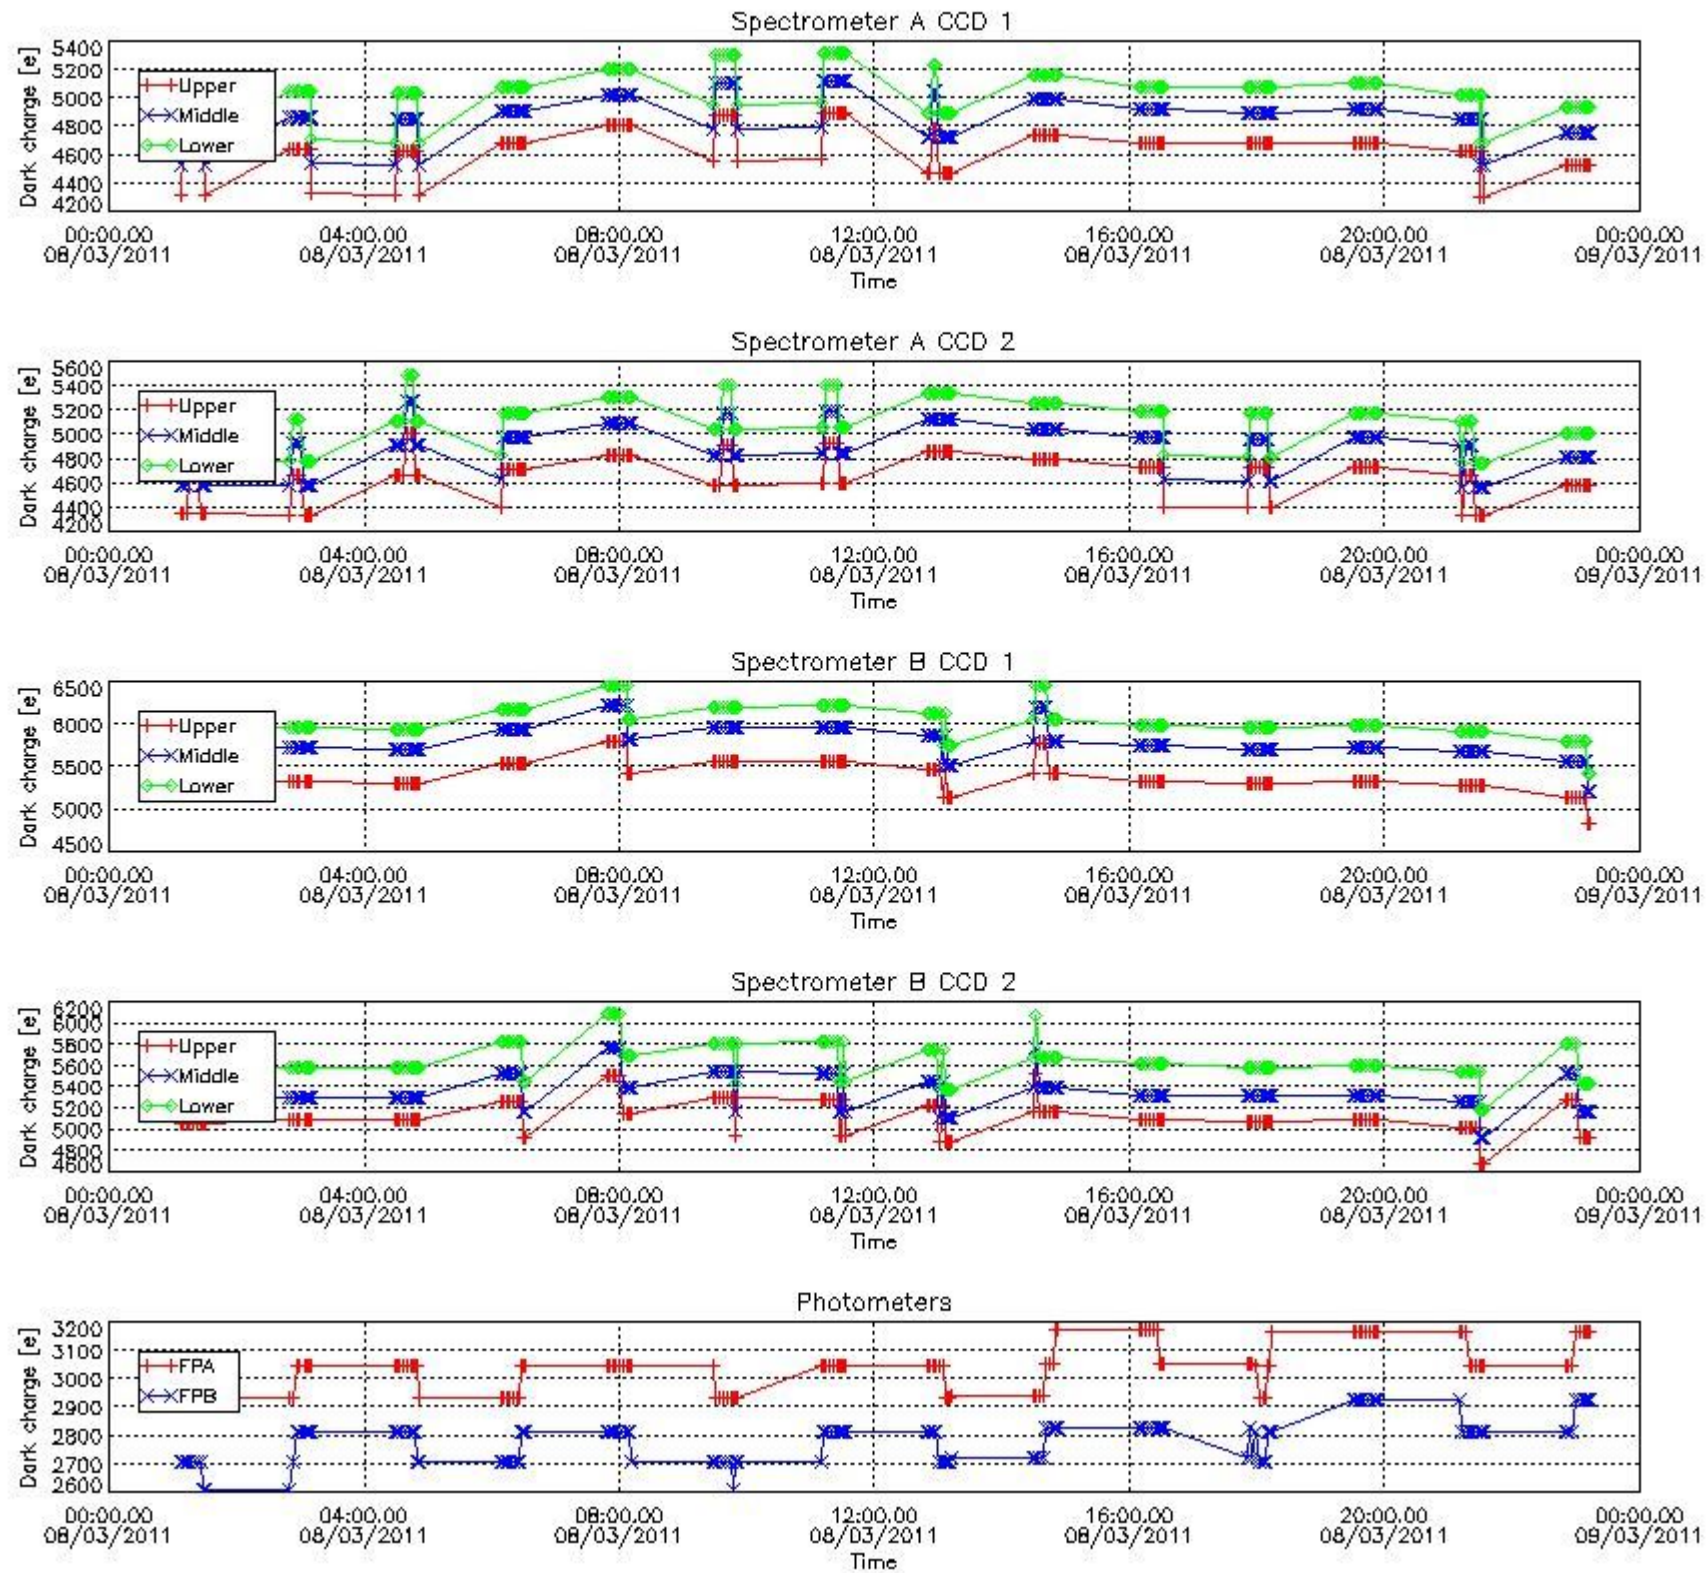 Spectrometer A CCD 1
Dark charge [e]
5400
5200
5000
4800
4600
4400
4200
Upper
Middle
Lower
00:00.00 04:00.00 08:00.00 12:00.00 16:00.00 20:00.00 00:00.00
08/03/2011 08/03/2011 08/03/2011 08/03/2011 08/03/2011 08/03/2011 09/03/2011
Time
Spectrometer A CCD 2
Dark charge [e]
5600
5400
5200
5000
4800
4600
4400
4200
Upper
Middle
Lower
00:00.00 04:00.00 08:00.00 12:00.00 16:00.00 20:00.00 00:00.00
08/03/2011 08/03/2011 08/03/2011 08/03/2011 08/03/2011 08/03/2011 09/03/2011
Time
Spectrometer B CCD 1
Dark charge [e]
6500
6000
5500
5000
4500
Upper
Middle
Lower
00:00.00 04:00.00 08:00.00 12:00.00 16:00.00 20:00.00 00:00.00
08/03/2011 08/03/2011 08/03/2011 08/03/2011 08/03/2011 08/03/2011 09/03/2011
Time
Spectrometer B CCD 2
Dark charge [e]
6200
6000
5800
5600
5400
5200
5000
4800
4600
Upper
Middle
Lower
00:00.00 04:00.00 08:00.00 12:00.00 16:00.00 20:00.00 00:00.00
08/03/2011 08/03/2011 08/03/2011 08/03/2011 08/03/2011 08/03/2011 09/03/2011
Time
Photometers
Dark charge [e]
3200
3100
3000
2900
2800
2700
2600
FPA
FPB
00:00.00 04:00.00 08:00.00 12:00.00 16:00.00 20:00.00 00:00.00
08/03/2011 08/03/2011 08/03/2011 08/03/2011 08/03/2011 08/03/2011 09/03/2011
Time